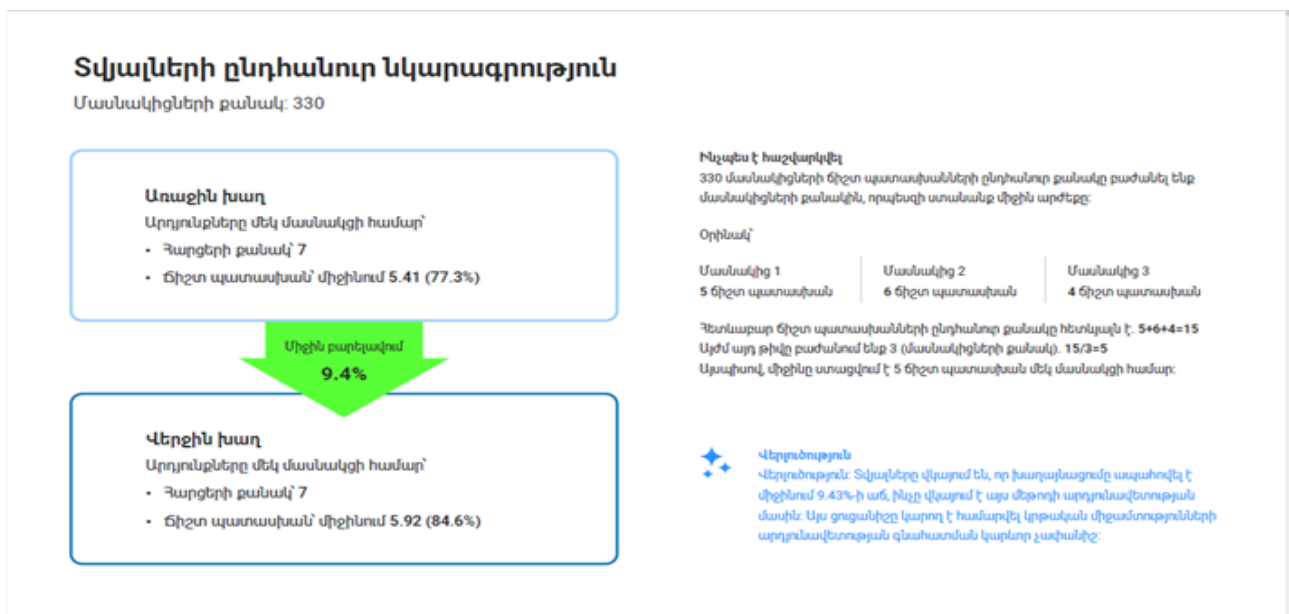 Տվյալների ընդհանուր նկարագրություն
Մասնակիցների քանակ: 330
Առաջին խաղ
Արդյունքները մեկ մասնակցի համար՝
• Հարցերի քանակ՝ 7
• Ճիշտ պատասխան՝ միջինում 5.41 (77.3%)
Միջին բարելավում
9.4%
Վերջին խաղ
Արդյունքները մեկ մասնակցի համար՝
• Հարցերի քանակ՝ 7
• Ճիշտ պատասխան՝ միջինում 5.92 (84.6%)
Ինչպես է հաշվարկվել
330 մասնակիցների ճիշտ պատասխանների ընդհանուր քանակը բաժանել ենք
մասնակիցների քանակին, որպեսզի ստանանք միջին արժեքը:
Օրինակ՝
Մասնակից 1 Մասնակից 2 Մասնակից 3
5 ճիշտ պատասխան 6 ճիշտ պատասխան 4 ճիշտ պատասխան
Հետևաբար ճիշտ պատասխանների ընդհանուր քանակը հետևյալն է. 5+6+4=15
Այժմ այդ թիվը բաժանում ենք 3 (մասնակիցների քանակ). 15/3=5
Այսպիսով, միջինը ստացվում է 5 ճիշտ պատասխան մեկ մասնակցի համար:
Վերլուծություն
Վերլուծություն: Տվյալները վկայում են, որ խաղայնացումը ապահովել է
միջինում 9.43%-ի աճ, ինչը վկայում է այս մեթոդի արդյունավետության
մասին: Այս ցուցանիշը կարող է համարվել կրթական միջամտությունների
արդյունավետության գնահատման կարևոր չափանիշ: